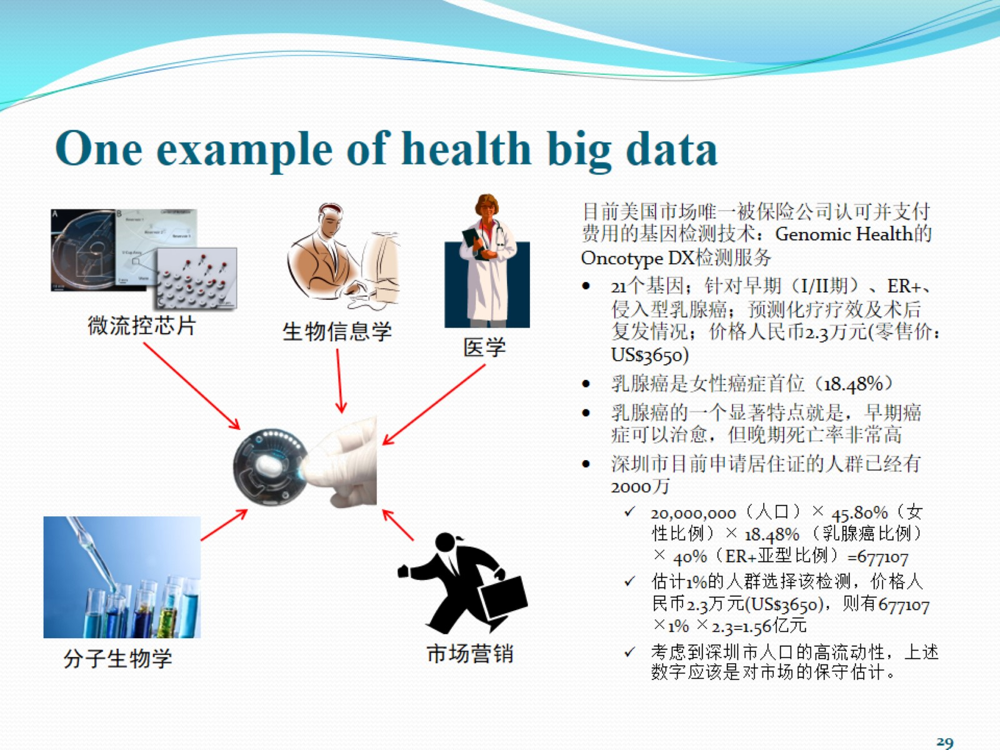 One example of health big data
A
B
微流控芯片
生物信息学
医学
分子生物学
市场营销
目前美国市场唯一被保险公司认可并支付
费用的基因检测技术：Genomic Health的
Oncotype DX检测服务
• 21个基因；针对早期（I/II期）、ER+、
侵入型乳腺癌；预测化疗疗效及术后
复发情况；价格人民币2.3万元(零售价：
US$3650)
• 乳腺癌是女性癌症首位（18.48%）
• 乳腺癌的一个显著特点就是，早期癌
症可以治愈，但晚期死亡率非常高
• 深圳市目前申请居住证的人群已经有
2000万
✓ 20,000,000（人口）× 45.80%（女
性比例）× 18.48% （乳腺癌比例）
× 40%（ER+亚型比例）=677107
✓ 估计1%的人群选择该检测，价格人
民币2.3万元(US$3650)，则有677107
×1% ×2.3=1.56亿元
✓ 考虑到深圳市人口的高流动性，上述
数字应该是对市场的保守估计。
29